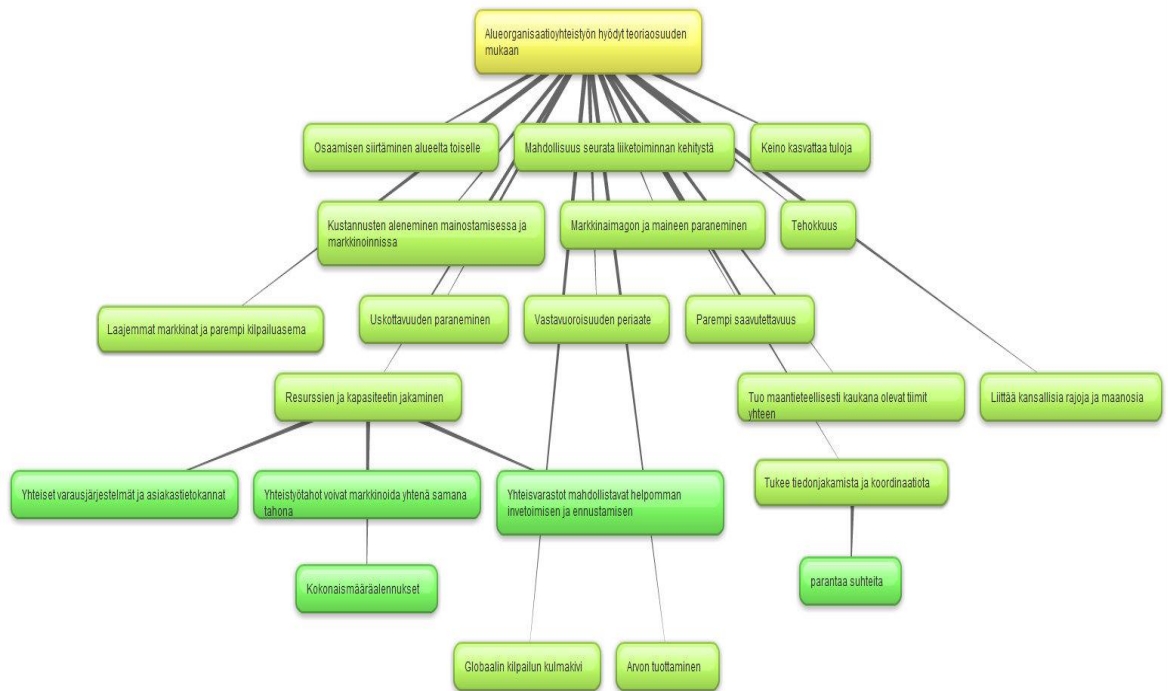 Alueorganisaatioyhteistyön hyödyt teoriaosuuden
mukaan
Osaamisen siirtäminen alueelta toiselle
Mahdollisuus seurata liiketoiminnan kehitystä
Keino kasvattaa tuloja
Kustannusten aleneminen mainostamisessa ja
markkinoinnissa
Markkinaimagon ja maineen paraneminen
Tehokkuus
Laajemmat markkinat ja parempi kilpailuasema
Uskottavuuden paraneminen
Vastavuoroisuuden periaate
Parempi saavutettavuus
Resurssien ja kapasiteetin jakaminen
Tuo maantieteellisesti kaukana olevat tiimit
yhteen
Liittää kansallisia rajoja ja maanosia
Yhteiset varausjärjestelmät ja asiakastietokannat
Yhteistyötahot voivat markkinoida yhtenä samana
tahona
Yhteisvarastot mahdollistavat helpomman
invetoimisen ja ennustamisen
Tukee tiedonjakamista ja koordinaatiota
Kokonaismääräalennukset
parantaa suhteita
Globaalin kilpailun kulmakivi
Arvon tuottaminen